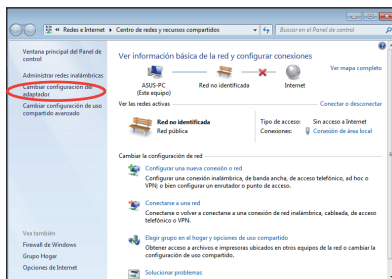 « Redes e Internet ▸ Centro de redes y recursos compartidos
Buscar en el Panel de control
Ventana principal del Panel de
control
Administrar redes inalámbricas
Cambiar configuración del
adaptador
Cambiar configuración de uso
compartido avanzado
Vea también
Firewall de Windows
Grupo Hogar
Opciones de Internet
Ver información básica de la red y configurar conexiones
Ver mapa completo
ASUS-PC
(Este equipo)
Red no identificada
Internet
Ver las redes activas
Conectar o desconectar
Red no identificada
Red pública
Tipo de acceso: Sin acceso a Internet
Conexiones: Conexión de área local
Cambiar la configuración de red
Configurar una nueva conexión o red
Configurar una conexión inalámbrica, de banda ancha, de acceso telefónico, ad hoc o
VPN; o bien configurar un enrutador o punto de acceso.
Conectarse a una red
Conectarse o volver a conectarse a una conexión de red inalámbrica, cableada, de acceso
telefónico o VPN.
Elegir grupo en el hogar y opciones de uso compartido
Obtener acceso a archivos e impresoras ubicados en otros equipos de la red o cambiar la
configuración de uso compartido.
Solucionar problemas